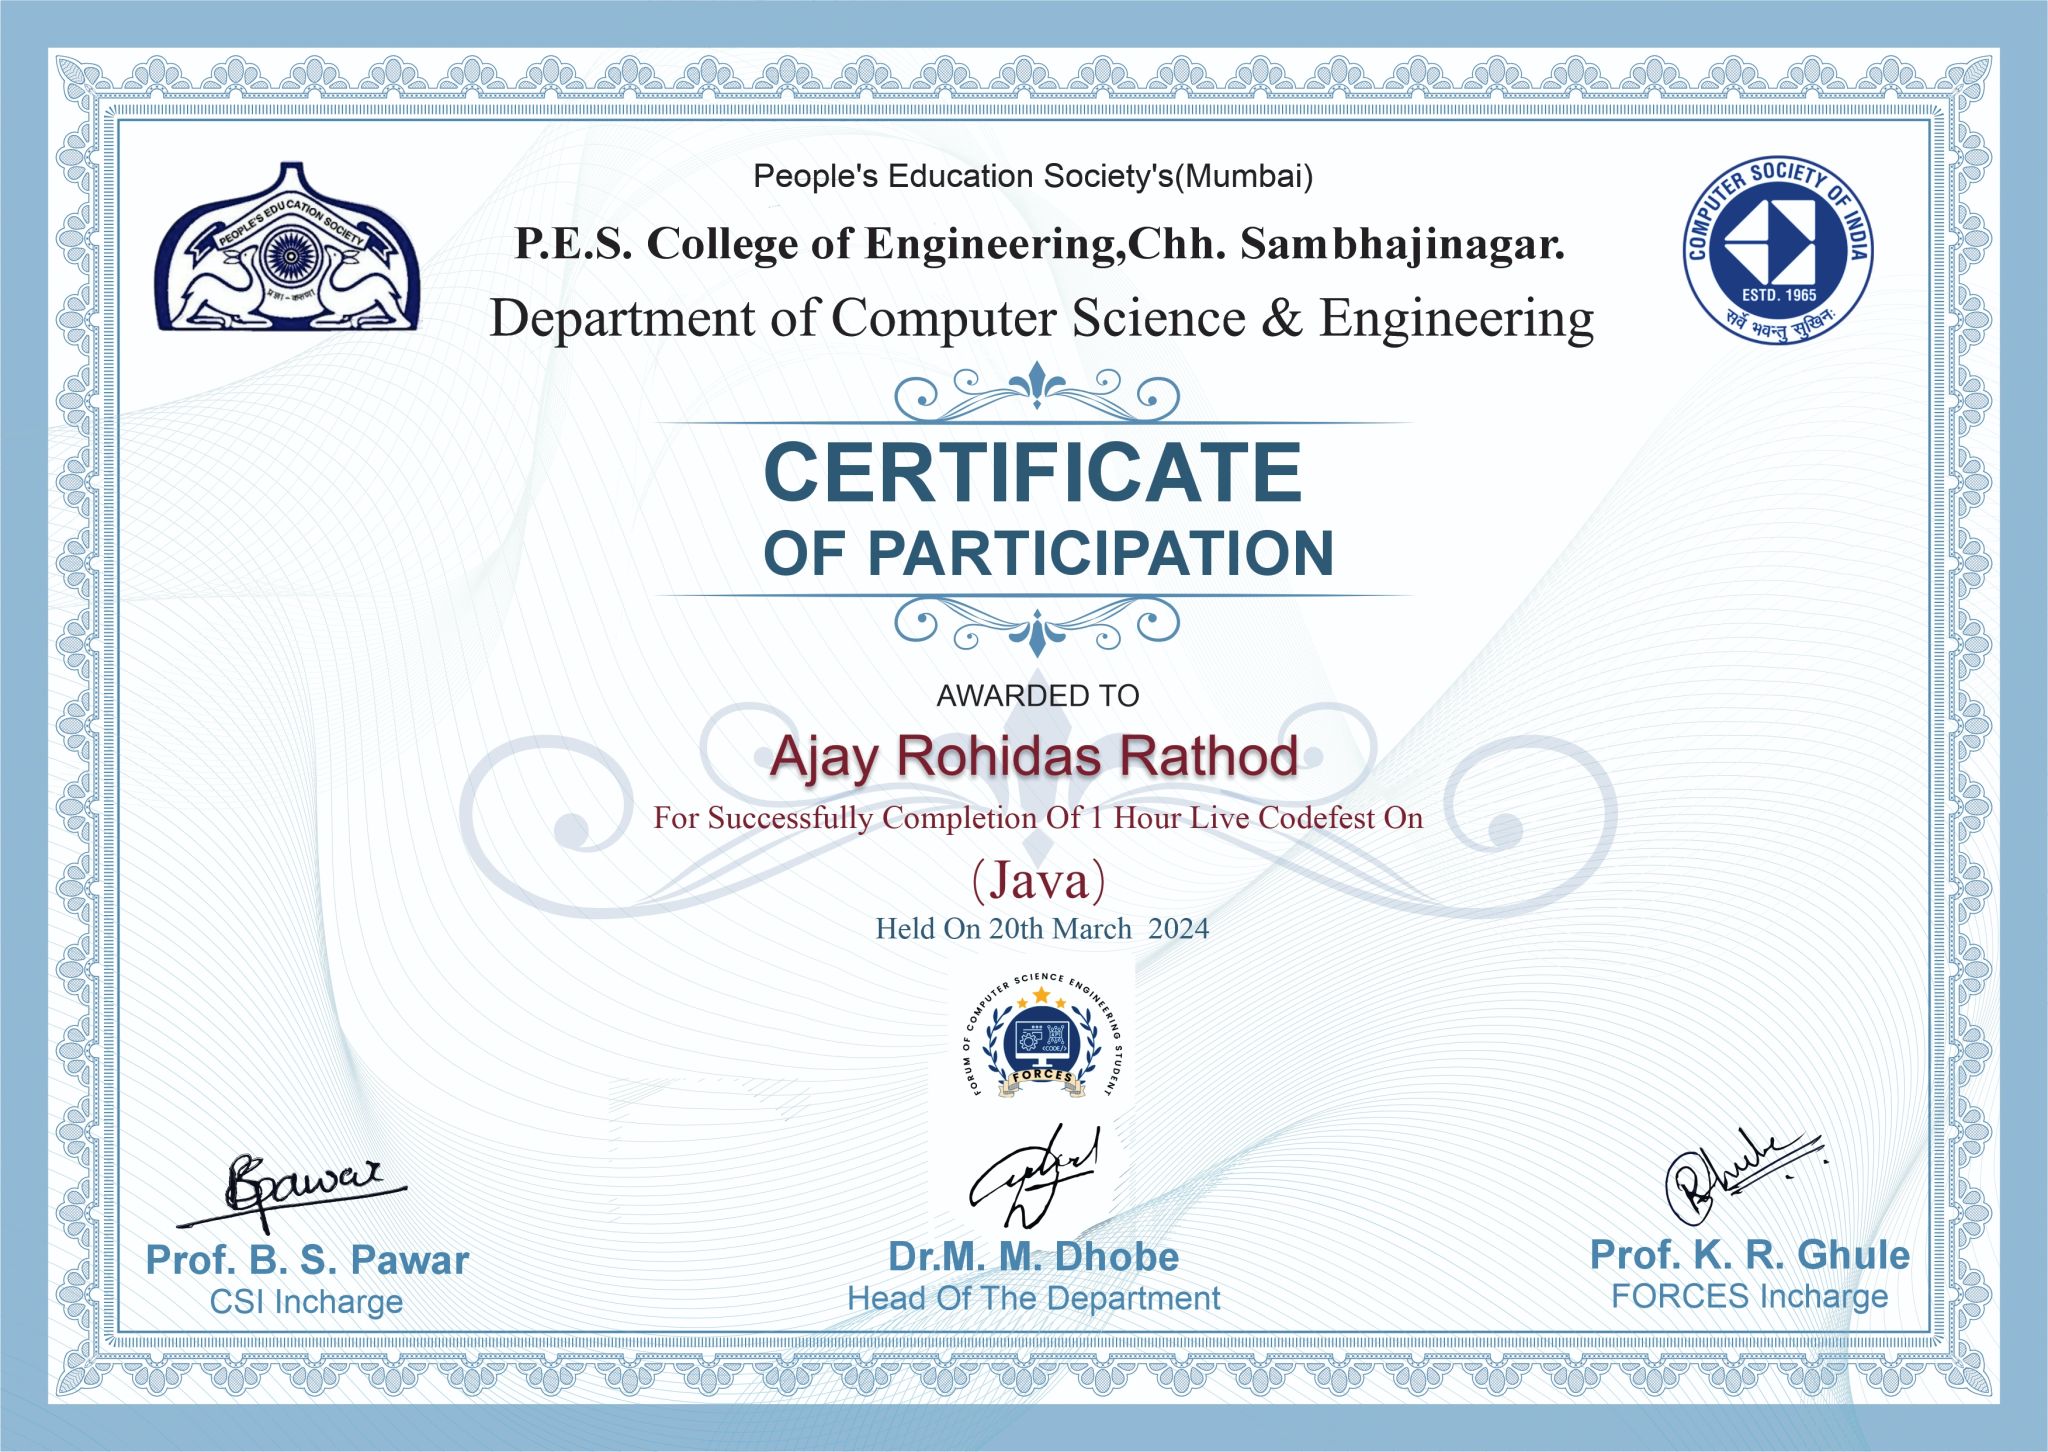 People's Education Society's(Mumbai)
P.E.S. College of Engineering,Chh. Sambhajinagar.
Department of Computer Science & Engineering
PEOPLE'S EDUCATION SOCIETY
प्रज्ञा - करुणा
COMPUTER SOCIETY OF INDIA
ESTD. 1965
सर्वे भवन्तु सुखिनः
CERTIFICATE
OF PARTICIPATION
AWARDED TO
Ajay Rohidas Rathod
For Successfully Completion Of 1 Hour Live Codefest On
(Java)
Held On 20th March 2024
FORUM OF COMPUTER SCIENCE ENGINEERING STUDENT
<CODE/>
FORCES
Bspawar
Prof. B. S. Pawar
CSI Incharge
Dr.M. M. Dhobe
Head Of The Department
Prof. K. R. Ghule
FORCES Incharge